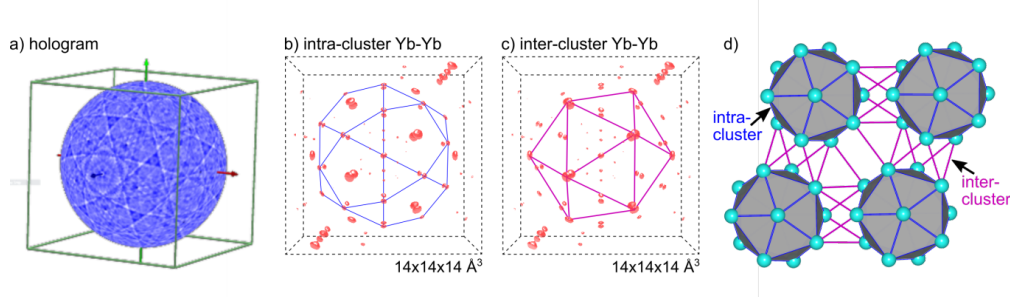 a) hologram
b) intra-cluster Yb-Yb
c) inter-cluster Yb-Yb
d)
intra-
cluster
inter-
cluster
14x14x14 Å³
14x14x14 Å³